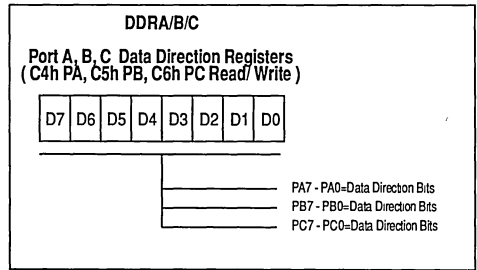 DDRA/B/C
Port A, B, C Data Direction Registers
( C4h PA, C5h PB, C6h PC Read/ Write )
D7 D6 D5 D4 D3 D2 D1 D0
PA7 - PA0=Data Direction Bits
PB7 - PB0=Data Direction Bits
PC7 - PC0=Data Direction Bits